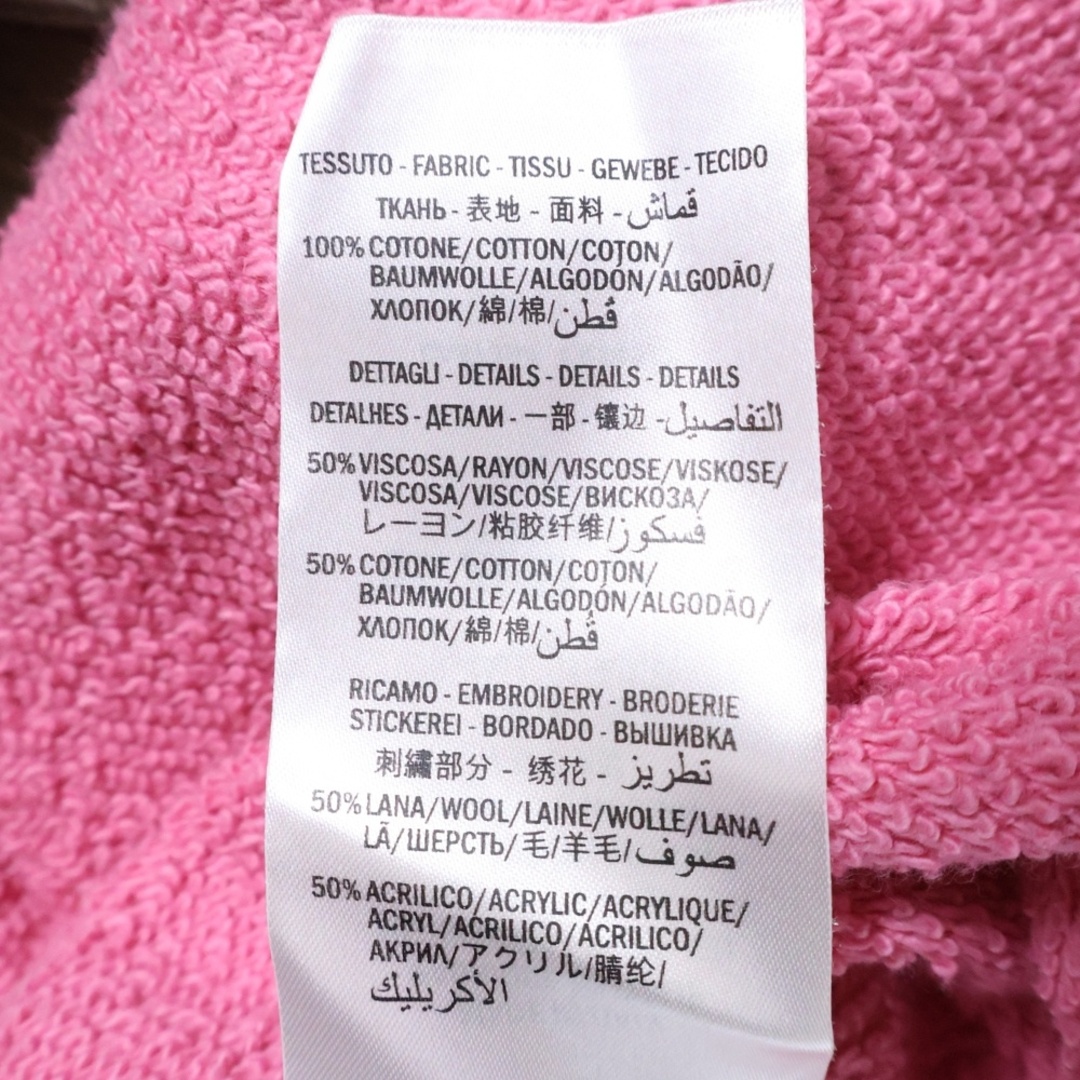 TESSUTO - FABRIC - TISSU - GEWEBE - TECIDO
ТКАНЬ - 表地 - 面料 - قماش
100% COTONE/COTTON/COTON/
BAUMWOLLE/ALGODÓN/ALGODÃO/
ХЛОПОК/綿/棉/قُطن
DETTAGLI - DETAILS - DETAILS - DETAILS
DETALHES - ДЕТАЛИ - 一部 - 镶边 - التفاصيل
50% VISCOSA/RAYON/VISCOSE/VISKOSE/
VISCOSA/VISCOSE/ВИСКОЗА/
レーヨン/粘胶纤维/فسكوز
50% COTONE/COTTON/COTON/
BAUMWOLLE/ALGODÓN/ALGODÃO/
ХЛОПОК/綿/棉/قُطن
RICAMO - EMBROIDERY - BRODERIE
STICKEREI - BORDADO - ВЫШИВКА
刺繍部分 - 绣花 - تطريز
50% LANA/WOOL/LAINE/WOLLE/LANA/
LÃ/ШЕРСТЬ/毛/羊毛/صوف
50% ACRILICO/ACRYLIC/ACRYLIQUE/
ACRYL/ACRILICO/ACRILICO/
АКРИЛ/アクリル/腈纶/
الأكريليك